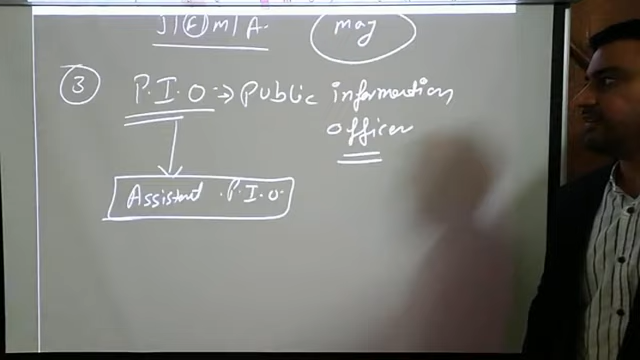 J|F|M|A.
may
③ P.I.O → Public information
officer
Assistant .P.I.O.